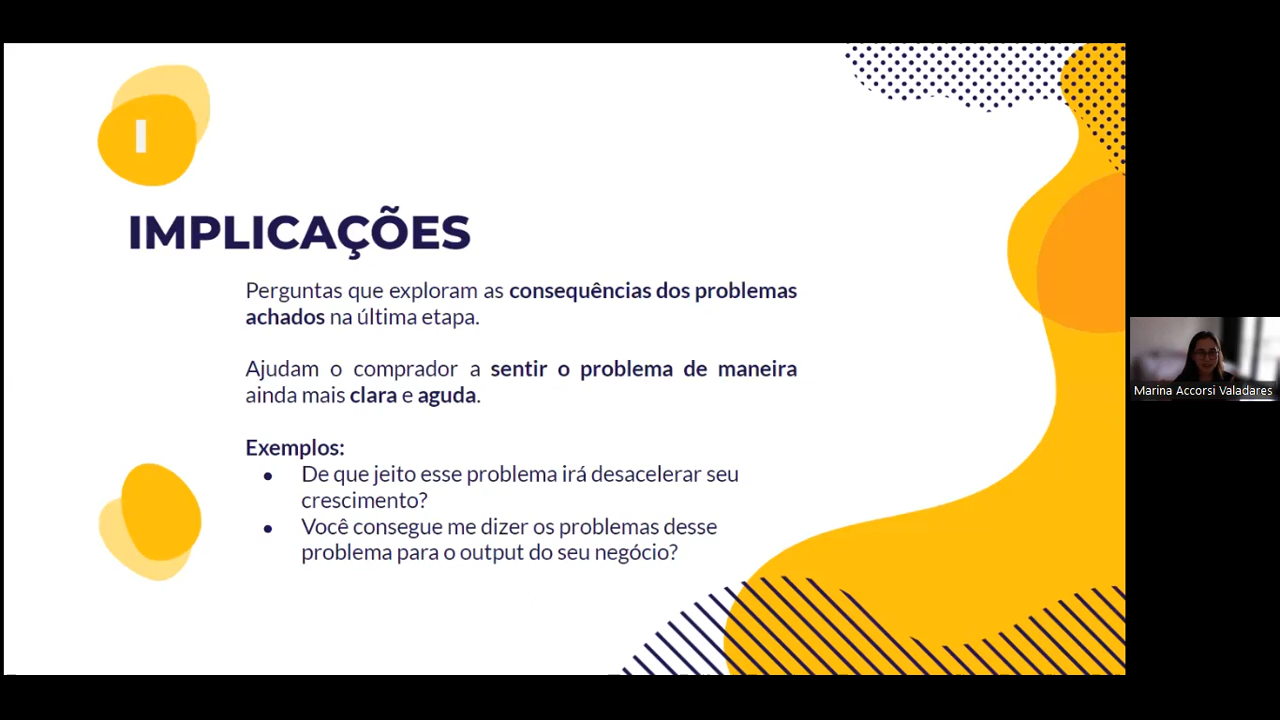 I
IMPLICAÇÕES
Perguntas que exploram as consequências dos problemas
achados na última etapa.
Ajudam o comprador a sentir o problema de maneira
ainda mais clara e aguda.
Exemplos:
● De que jeito esse problema irá desacelerar seu
crescimento?
● Você consegue me dizer os problemas desse
problema para o output do seu negócio?
Marina Accorsi Valadares